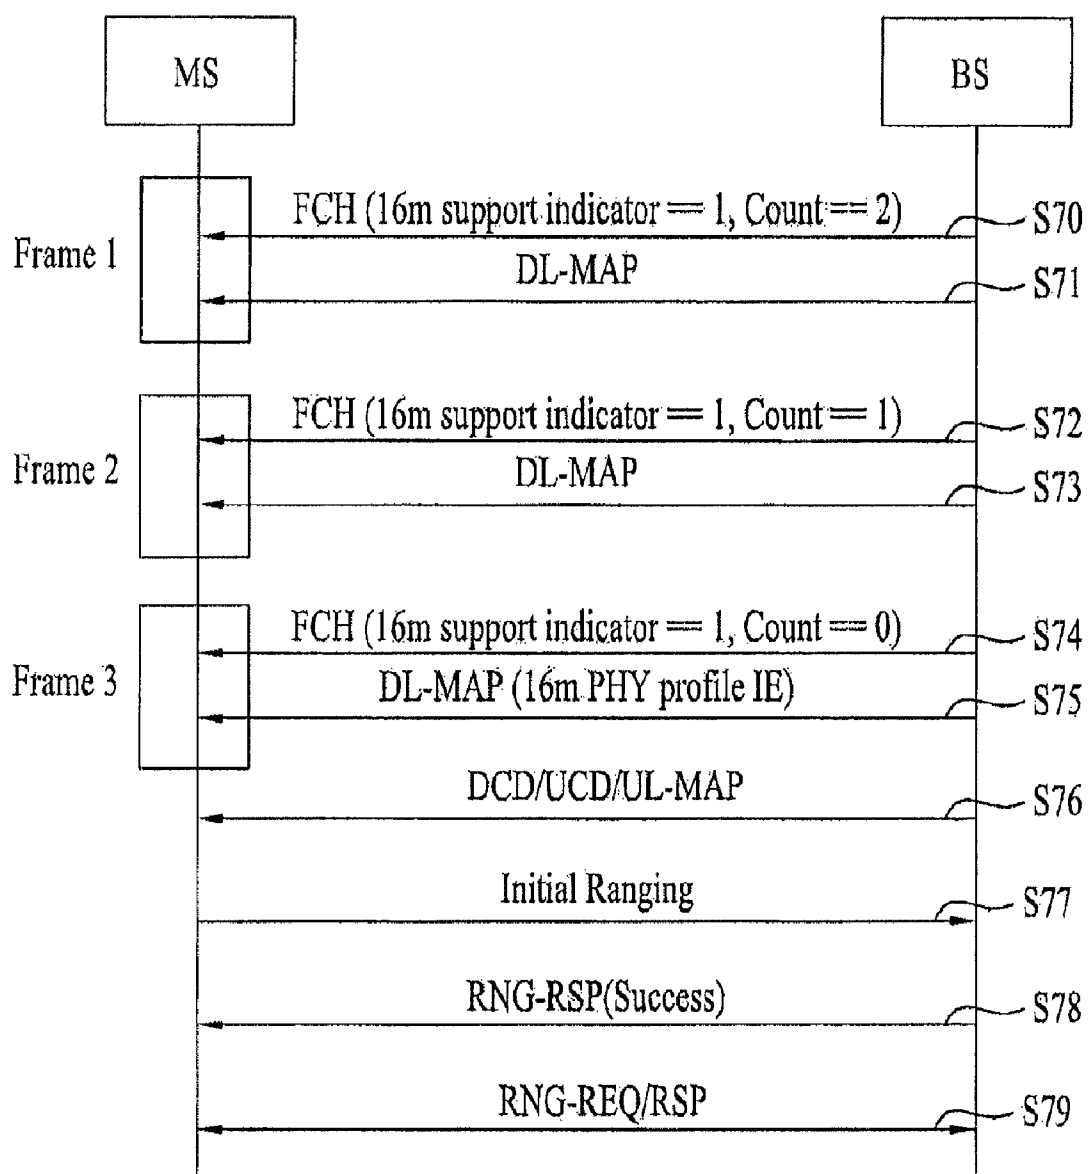 MS
BS
FCH (16m support indicator == 1, Count == 2)
S70
Frame 1
DL-MAP
S71
FCH (16m support indicator == 1, Count == 1)
S72
Frame 2
DL-MAP
S73
FCH (16m support indicator == 1, Count == 0)
S74
Frame 3
DL-MAP (16m PHY profile IE)
S75
DCD/UCD/UL-MAP
S76
Initial Ranging
S77
RNG-RSP(Success)
S78
RNG-REQ/RSP
S79